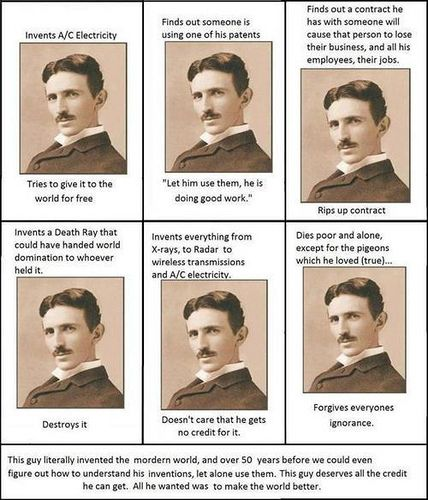 Invents A/C Electricity
Tries to give it to the
world for free
Finds out someone is
using one of his patents
"Let him use them, he is
doing good work."
Finds out a contract he
has with someone will
cause that person to lose
their business, and all his
employees, their jobs.
Rips up contract
Invents a Death Ray that
could have handed world
domination to whoever
held it.
Destroys it
Invents everything from
X-rays, to Radar to
wireless transmissions
and A/C electricity.
Doesn't care that he gets
no credit for it.
Dies poor and alone,
except for the pigeons
which he loved (true)...
Forgives everyones
ignorance.
This guy literally invented the mordern world, and over 50 years before we could even
figure out how to understand his inventions, let alone use them. This guy deserves all the credit
he can get. All he wanted was to make the world better.